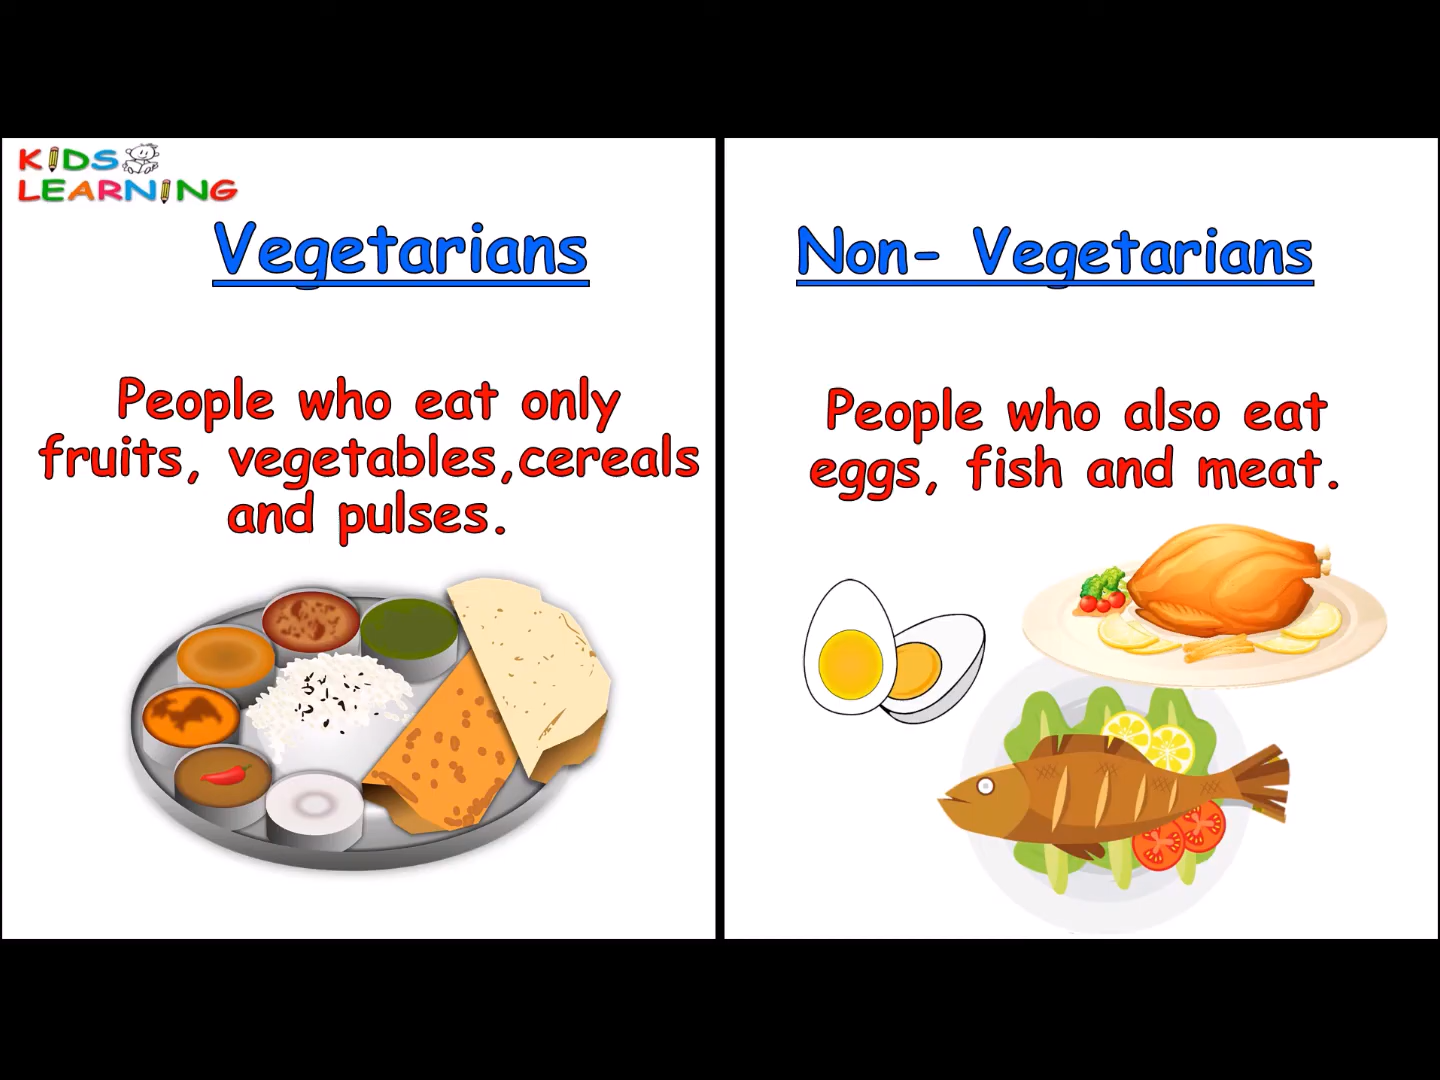 KIDS
LEARNING
Vegetarians
People who eat only
fruits, vegetables,cereals
and pulses.
Non- Vegetarians
People who also eat
eggs, fish and meat.